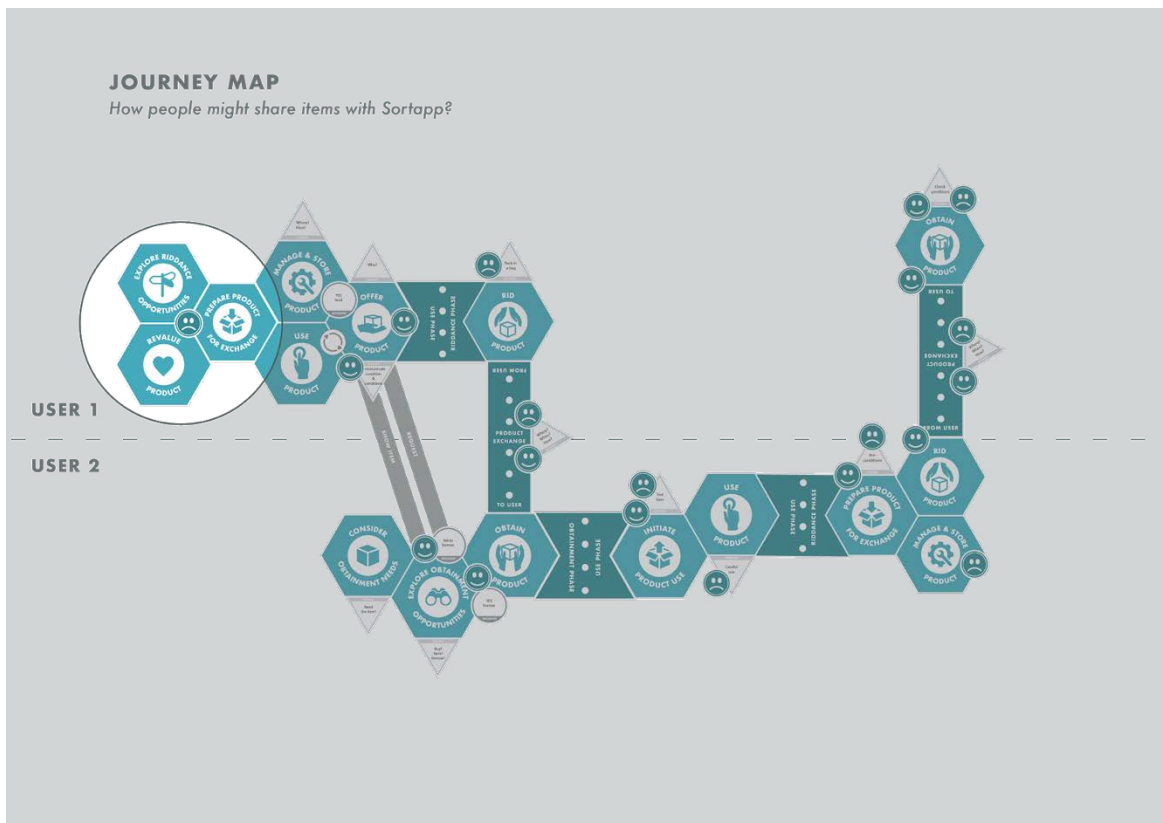 JOURNEY MAP
How people might share items with Sortapp?
EXPLORE RIDDANCE
OPPORTUNITIES
PREPARE PRODUCT
FOR EXCHANGE
REVALUE
PRODUCT
MANAGE & STORE
PRODUCT
USE
PRODUCT
OFFER
PRODUCT
USE PHASE
RIDDANCE PHASE
BID
PRODUCT
FROM USER
PRODUCT
EXCHANGE
TO USER
USER 1
USER 2
REQUEST
CONSIDER
OBTAINMENT NEEDS
EXPLORE OBTAINMENT
OPPORTUNITIES
OBTAIN
PRODUCT
OBTAINMENT PHASE
USE PHASE
INITIATE
PRODUCT USE
USE
PRODUCT
USE PHASE
RIDDANCE PHASE
PREPARE PRODUCT
FOR EXCHANGE
BID
PRODUCT
MANAGE & STORE
PRODUCT
OBTAIN
PRODUCT
TO USER
PRODUCT
EXCHANGE
FROM USER